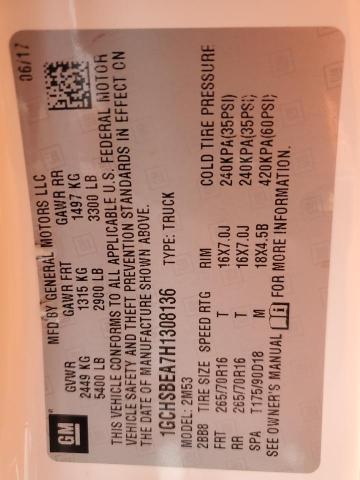 MFD BY GENERAL MOTORS LLC 06/17
GVWR GAWR FRT GAWR RR
2449 KG 1315 KG 1497 KG
5400 LB 2900 LB 3300 LB
GM
THIS VEHICLE CONFORMS TO ALL APPLICABLE U.S. FEDERAL MOTOR
VEHICLE SAFETY AND THEFT PREVENTION STANDARDS IN EFFECT ON
THE DATE OF MANUFACTURE SHOWN ABOVE.
1GCHSBEA7H1308136 TYPE: TRUCK
MODEL: 2M53
2BB8 TIRE SIZE SPEED RTG RIM COLD TIRE PRESSURE
FRT 265/70R16 T 16X7.0J 240KPA(35PSI)
RR 265/70R16 T 16X7.0J 240KPA(35PSI)
SPA T175/90D18 M 18X4.5B 420KPA(60PSI)
SEE OWNER'S MANUAL FOR MORE INFORMATION.